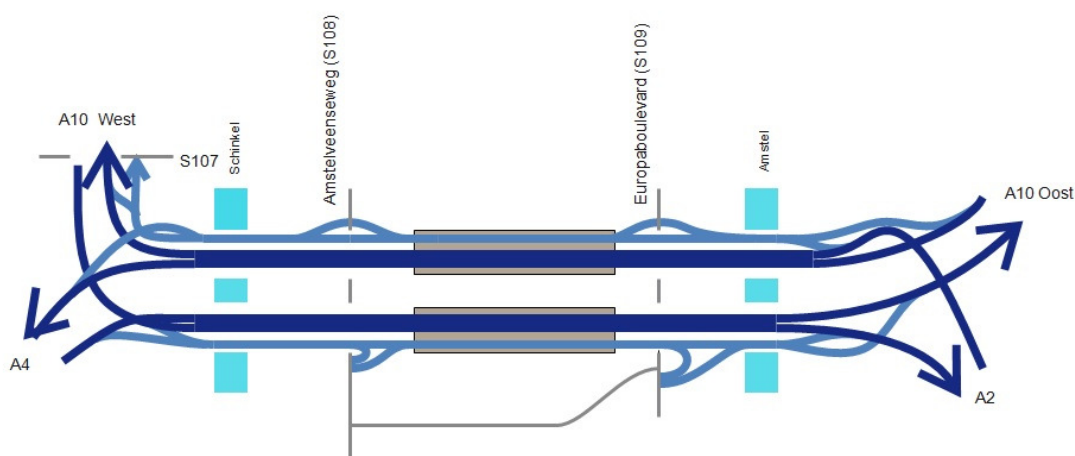 A10 West
S107
Schinkel
Amstelveenseweg (S108)
Europaboulevard (S109)
Amstel
A10 Oost
A4
A2